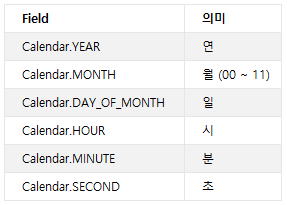 Field 의미
Calendar.YEAR 연
Calendar.MONTH 월 (00 ~ 11)
Calendar.DAY_OF_MONTH 일
Calendar.HOUR 시
Calendar.MINUTE 분
Calendar.SECOND 초